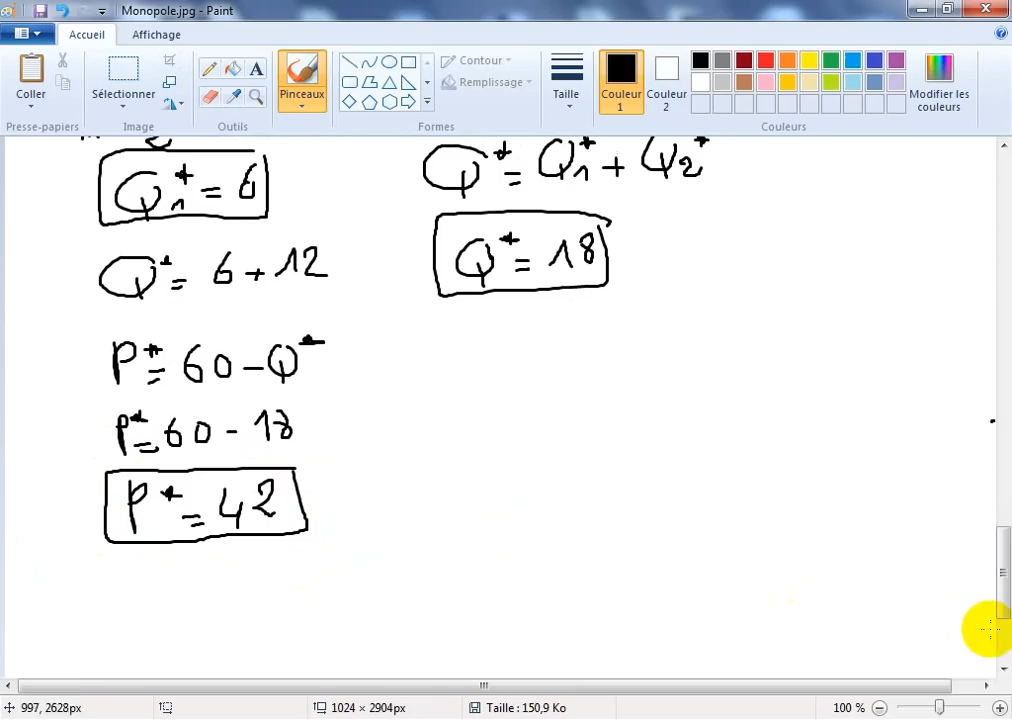 Monopole.jpg - Paint
Accueil Affichage
Coller
Sélectionner
Pinceaux
Contour
Remplissage
Taille
Couleur 1
Couleur 2
Modifier les couleurs
Presse-papiers
Image
Outils
Formes
Couleurs
Q1* = 6
Q* = Q1* + Q2*
Q* = 6 + 12
Q* = 18
P* = 60 - Q*
P* = 60 - 18
P* = 42
997, 2628px
1024 × 2904px
Taille : 150,9 Ko
100 %